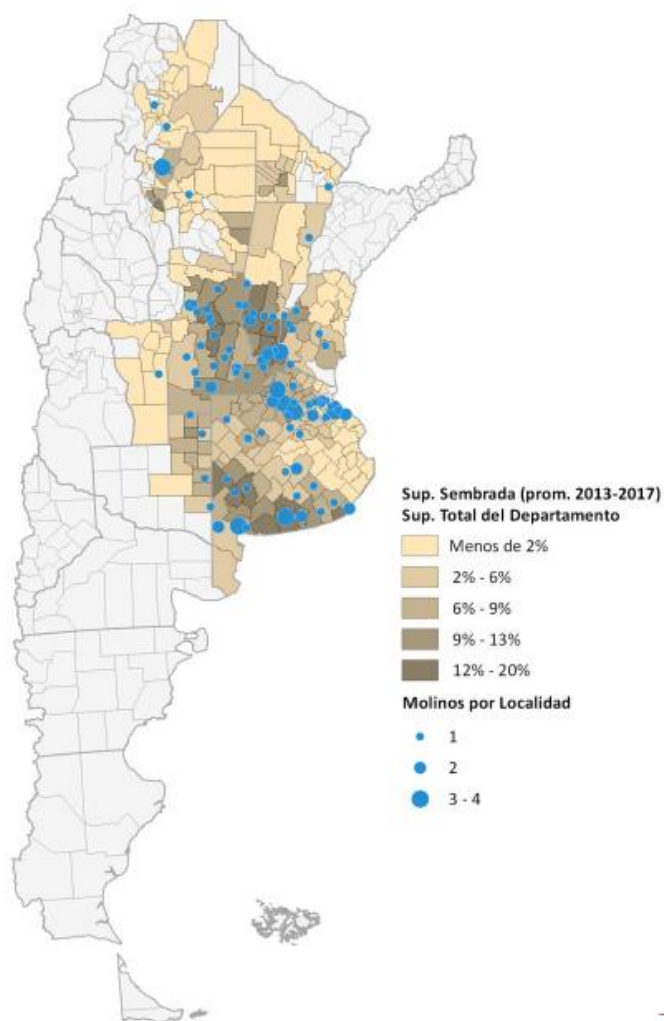 Sup. Sembrada (prom. 2013-2017)
Sup. Total del Departamento
Menos de 2%
2% - 6%
6% - 9%
9% - 13%
12% - 20%
Molinos por Localidad
1
2
3 - 4